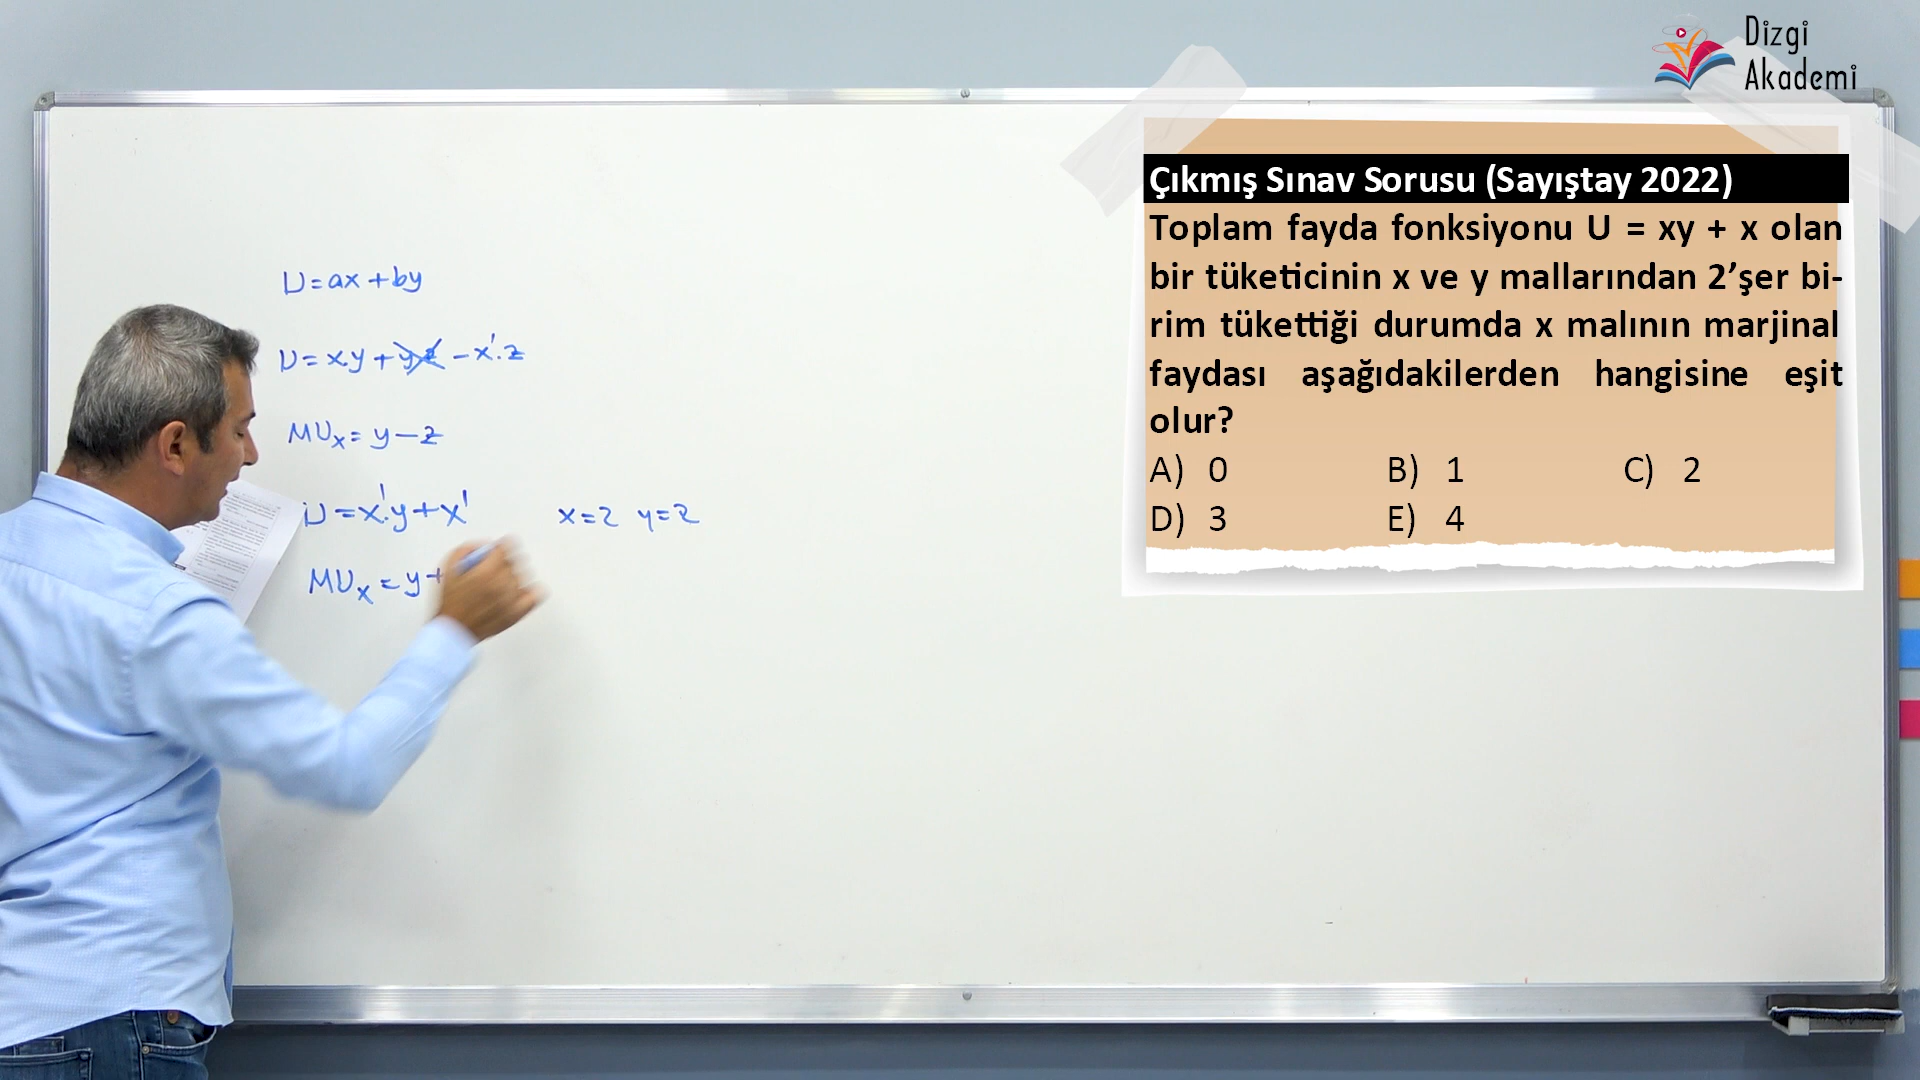 Dizgi
Akademi
Çıkmış Sınav Sorusu (Sayıştay 2022)
Toplam fayda fonksiyonu U = xy + x olan
bir tüketicinin x ve y mallarından 2’şer bi-
rim tükettiği durumda x malının marjinal
faydası aşağıdakilerden hangisine eşit
olur?
A) 0 B) 1 C) 2
D) 3 E) 4
U=ax+by
U=x.y+yz-x'.z
MUx=y-z
U=x'.y+x' x=2 y=2
MUx=y+